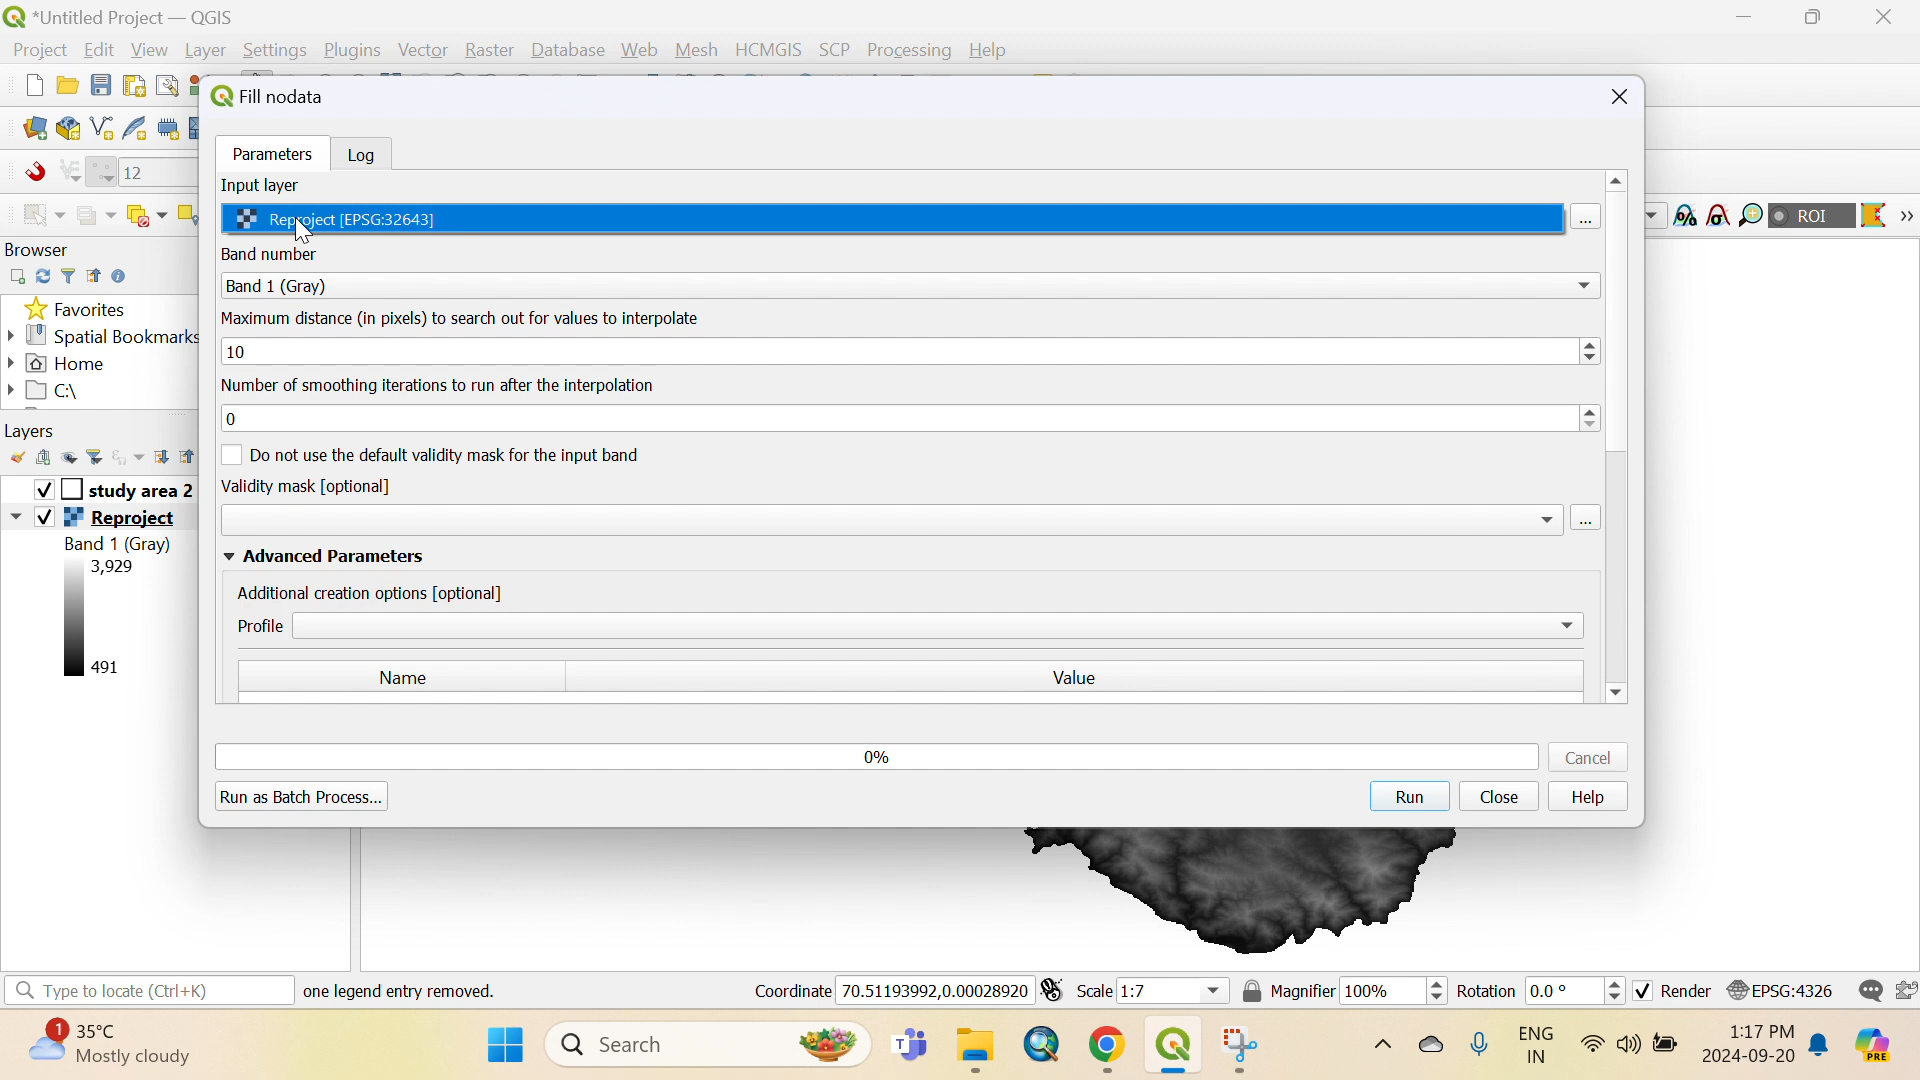 *Untitled Project — QGIS
Project Edit View Layer Settings Plugins Vector Raster Database Web Mesh HCMGIS SCP Processing Help
Fill nodata
Parameters Log
12
Input layer
Reproject [EPSG:32643]
...
ROI
»
Band number
Band 1 (Gray)
Maximum distance (in pixels) to search out for values to interpolate
10
Number of smoothing iterations to run after the interpolation
0
Do not use the default validity mask for the input band
Validity mask [optional]
...
Advanced Parameters
Additional creation options [optional]
Profile
Name Value
0%
Cancel
Run as Batch Process...
Run Close Help
Browser
Favorites
Spatial Bookmarks
Home
C:\
Layers
study area 2
Reproject
Band 1 (Gray)
3,929
491
Type to locate (Ctrl+K)
one legend entry removed.
Coordinate 70.51193992,0.00028920
Scale 1:7
Magnifier 100%
Rotation 0.0 °
Render
EPSG:4326
1
35°C
Mostly cloudy
Search
T
ENG
IN
1:17 PM
2024-09-20
PRE